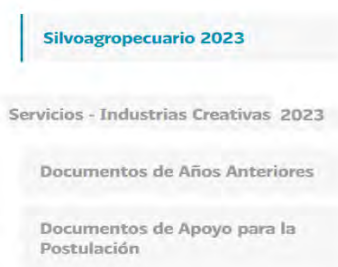 Silvoagropecuario 2023
Servicios - Industrias Creativas 2023
Documentos de Años Anteriores
Documentos de Apoyo para la
Postulación